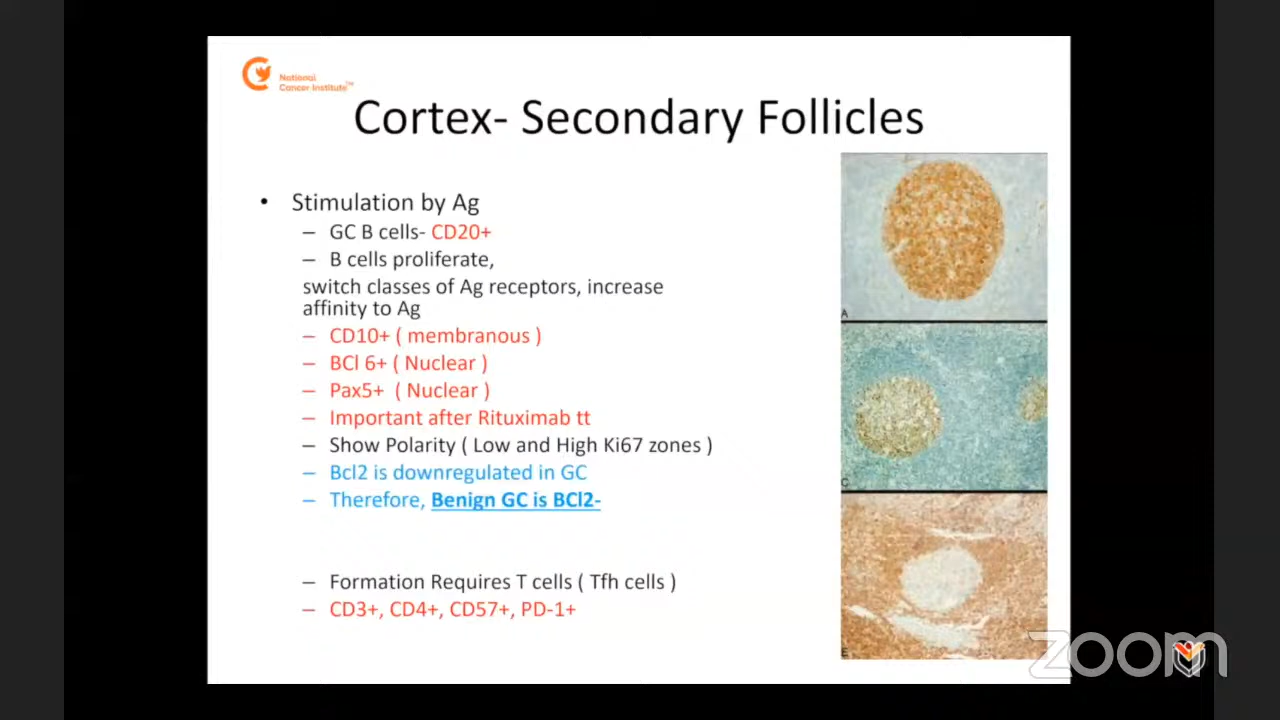 National
Cancer Institute™
Cortex- Secondary Follicles
• Stimulation by Ag
– GC B cells- CD20+
– B cells proliferate,
switch classes of Ag receptors, increase
affinity to Ag
– CD10+ ( membranous )
– BCl 6+ ( Nuclear )
– Pax5+ ( Nuclear )
– Important after Rituximab tt
– Show Polarity ( Low and High Ki67 zones )
– Bcl2 is downregulated in GC
– Therefore, Benign GC is BCl2-
– Formation Requires T cells ( Tfh cells )
– CD3+, CD4+, CD57+, PD-1+
A
C
E
zoom